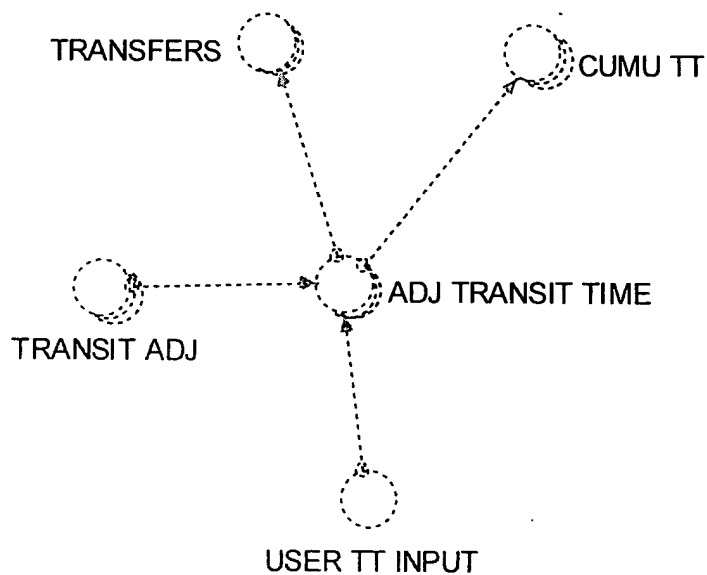 TRANSFERS
CUMU TT
ADJ TRANSIT TIME
TRANSIT ADJ
USER TT INPUT